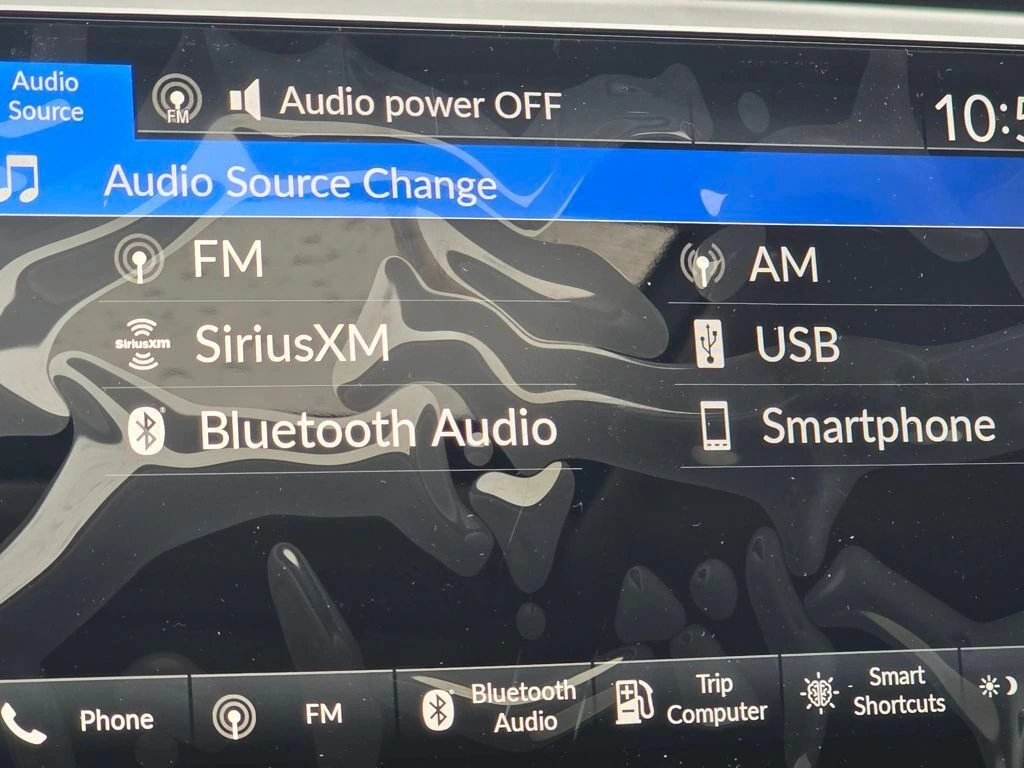 Audio
Source
FM
Audio power OFF
10:5
Audio Source Change
FM
AM
SiriusXm
SiriusXM
USB
Bluetooth Audio
Smartphone
Phone
FM
Bluetooth
Audio
Trip
Computer
Smart
Shortcuts